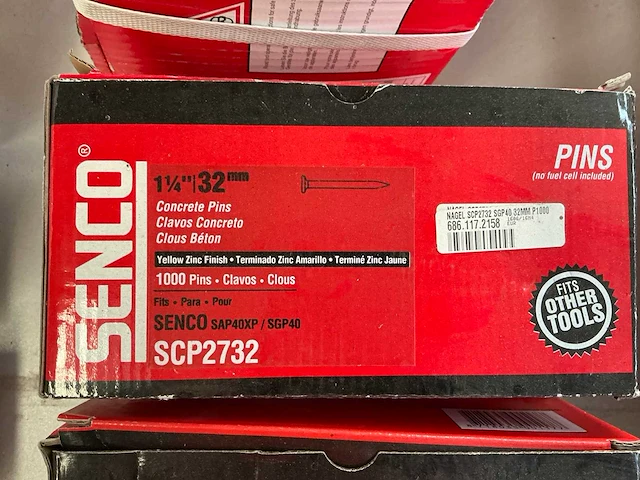 SENCO®
1¼"|32mm
Concrete Pins
Clavos Concreto
Clous Béton
Yellow Zinc Finish • Terminado Zinc Amarillo • Terminé Zinc Jaune
1000 Pins • Clavos • Clous
Fits • Para • Pour
SENCO SAP40XP / SGP40
SCP2732
PINS
(no fuel cell included)
NAGEL SCP2732 SGP40 32MM P1000
686.117.2158
FITS
OTHER
TOOLS